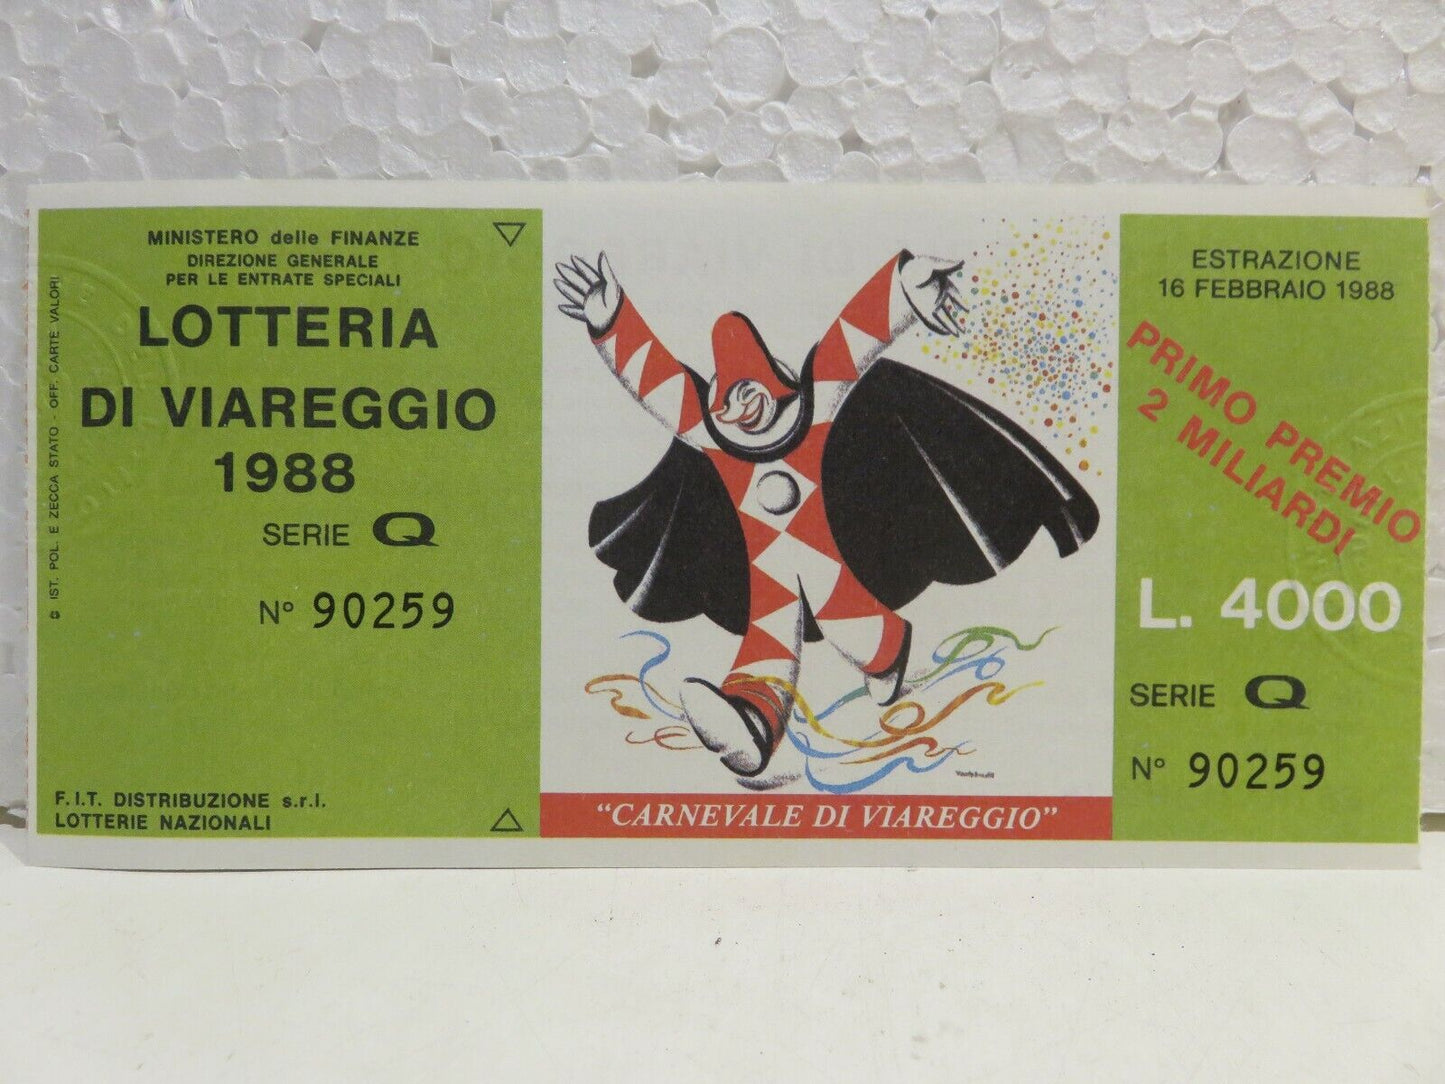 MINISTERO delle FINANZE
DIREZIONE GENERALE
PER LE ENTRATE SPECIALI
LOTTERIA
DI VIAREGGIO
1988
SERIE Q
N° 90259
F.I.T. DISTRIBUZIONE s.r.l.
LOTTERIE NAZIONALI
© IST. POL. E ZECCA STATO - OFF. CARTE VALORI
"CARNEVALE DI VIAREGGIO"
ESTRAZIONE
16 FEBBRAIO 1988
PRIMO PREMIO
2 MILIARDI
L. 4000
SERIE Q
N° 90259